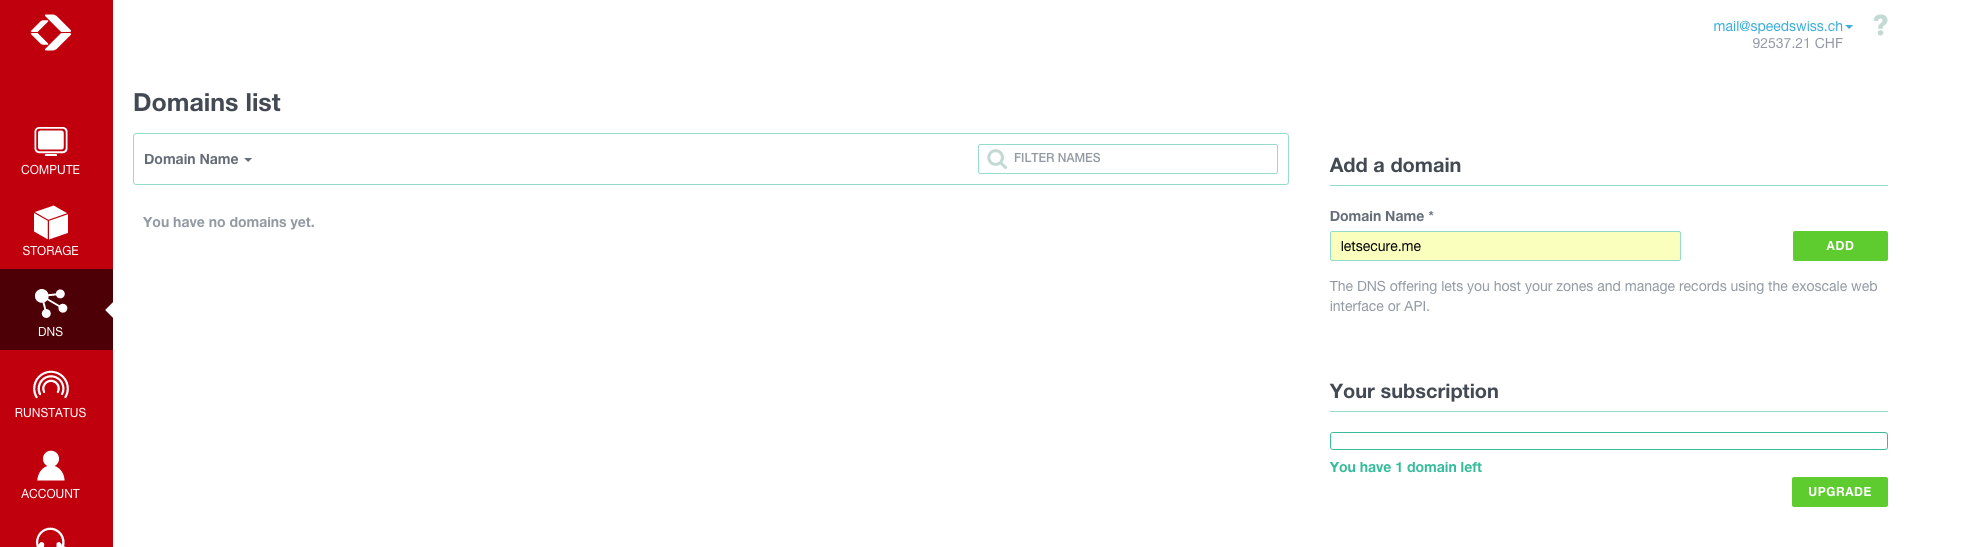 mail@speedswiss.ch
92537.21 CHF
?
Domains list
Domain Name
FILTER NAMES
You have no domains yet.
COMPUTE
STORAGE
DNS
RUNSTATUS
ACCOUNT
Add a domain
Domain Name *
letsecure.me
ADD
The DNS offering lets you host your zones and manage records using the exoscale web
interface or API.
Your subscription
You have 1 domain left
UPGRADE